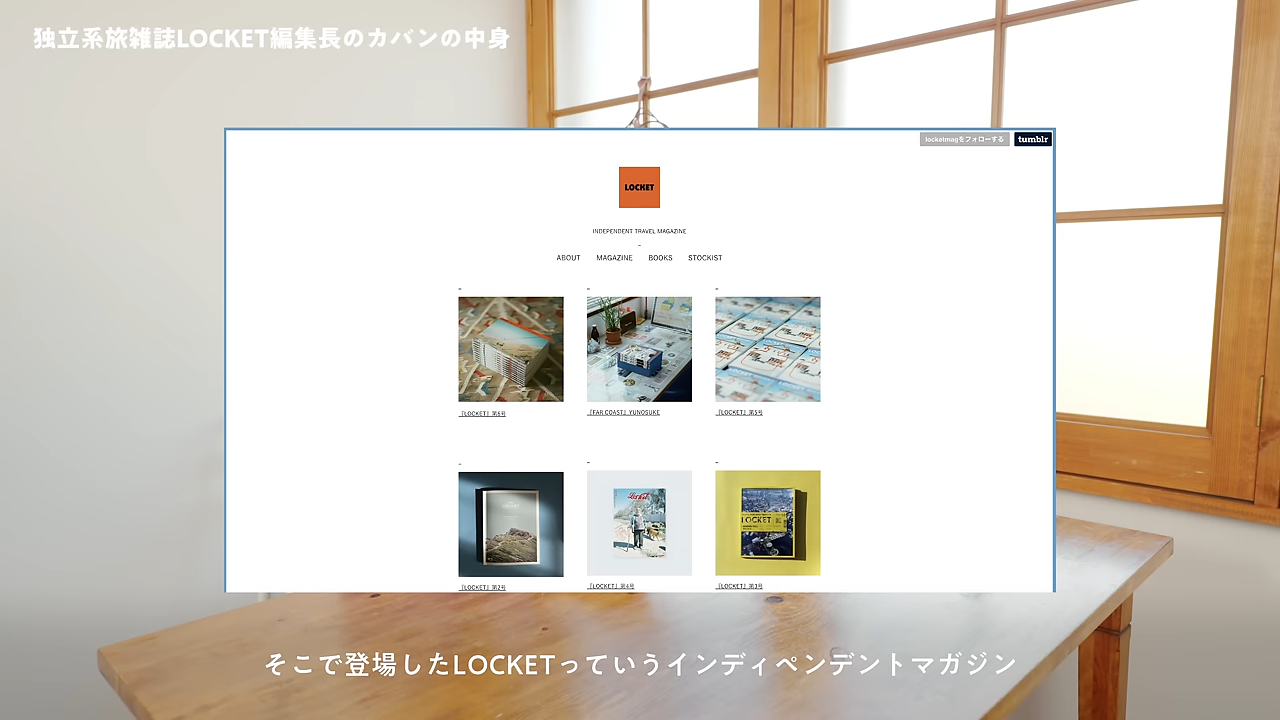 独立系旅雑誌LOCKET編集長のカバンの中身
locketmagをフォローする
tumblr
LOCKET
INDEPENDENT TRAVEL MAGAZINE
ABOUT MAGAZINE BOOKS STOCKIST
『LOCKET』第6号
『FAR COAST』YUNOSUKE
『LOCKET』第5号
Locket
LOCKET
『LOCKET』第2号
『LOCKET』第4号
『LOCKET』第3号
そこで登場したLOCKETっていうインディペンデントマガジン